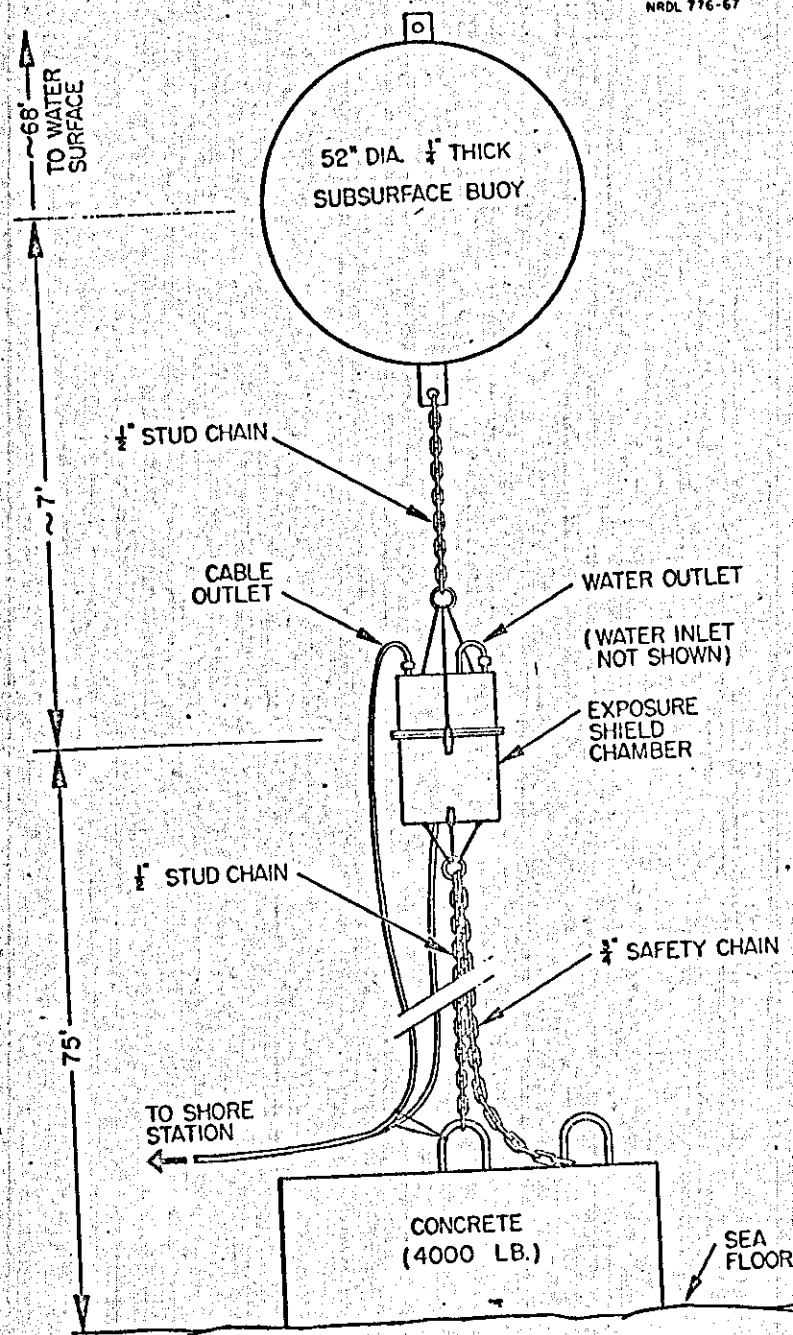 NRDL 776-67
~68'
TO WATER
SURFACE
52" DIA. 1/4" THICK
SUBSURFACE BUOY
1/2" STUD CHAIN
~7'
CABLE
OUTLET
WATER OUTLET
(WATER INLET
NOT SHOWN)
EXPOSURE
SHIELD
CHAMBER
1/2" STUD CHAIN
3/4" SAFETY CHAIN
75'
TO SHORE
STATION
CONCRETE
(4000 LB.)
SEA
FLOOR